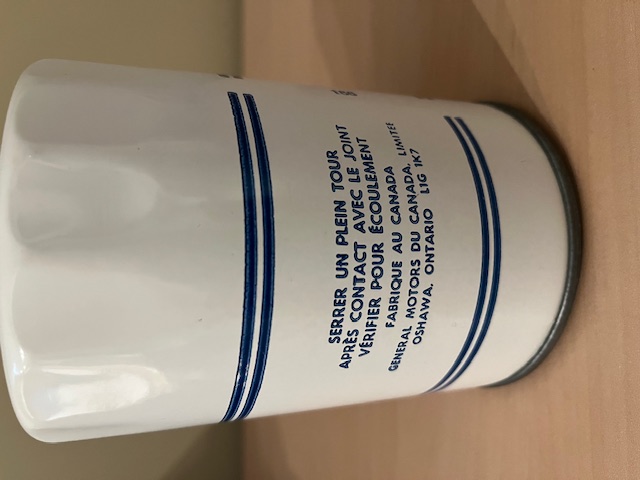 SERRER UN PLEIN TOUR
APRÈS CONTACT AVEC LE JOINT
VÉRIFIER POUR ÉCOULEMENT
FABRIQUE AU CANADA
GENERAL MOTORS DU CANADA, LIMITEE
OSHAWA, ONTARIO L1G 1K7